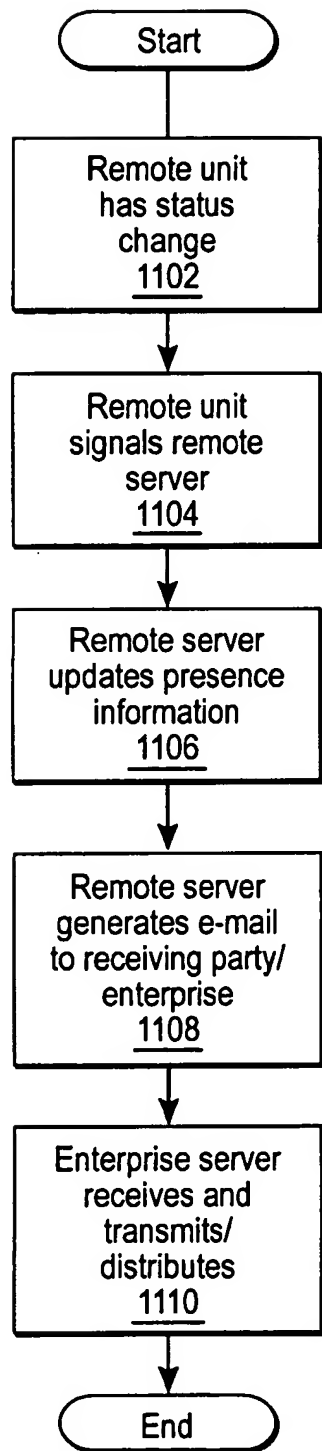 Start
Remote unit
has status
change
1102
Remote unit
signals remote
server
1104
Remote server
updates presence
information
1106
Remote server
generates e-mail
to receiving party/
enterprise
1108
Enterprise server
receives and
transmits/
distributes
1110
End